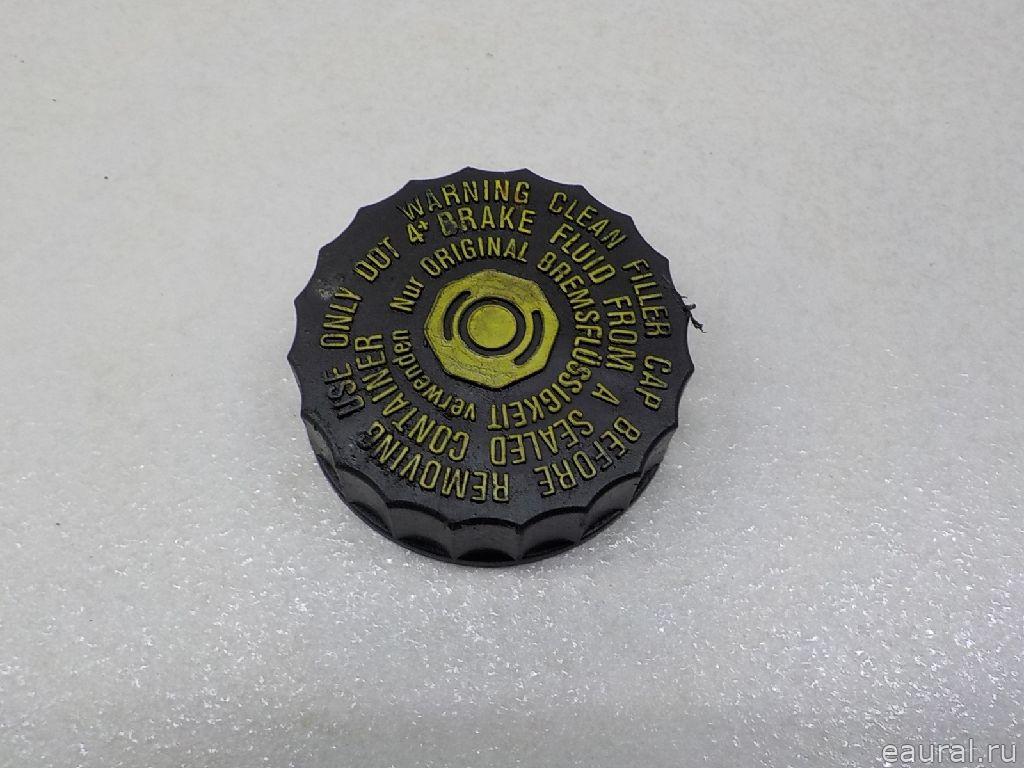 WARNING CLEAN FILLER CAP BEFORE REMOVING
USE ONLY DOT 4+ BRAKE FLUID FROM A SEALED CONTAINER
Nur ORIGINAL BREMSFLÜSSIGKEIT verwenden
eaural.ru